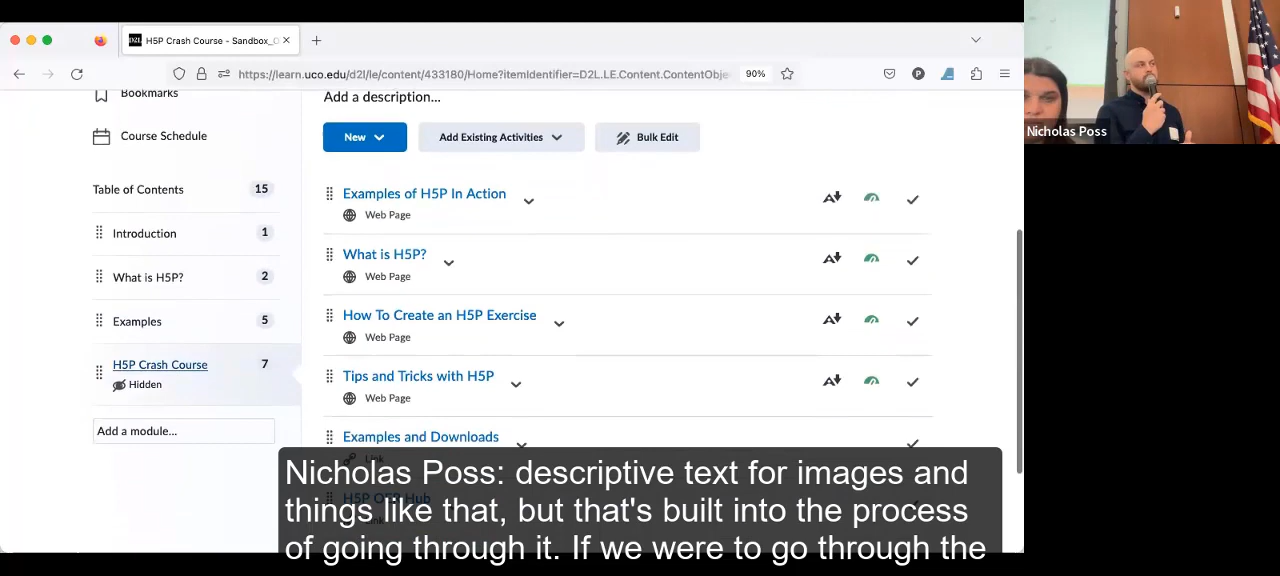 H5P Crash Course - Sandbox_
https://learn.uco.edu/d2l/le/content/433180/Home?itemIdentifier=D2L.LE.Content.ContentObje
90%
Bookmarks
Course Schedule
Table of Contents 15
Introduction 1
What is H5P? 2
Examples 5
H5P Crash Course 7
Hidden
Add a module...
Add a description...
New
Add Existing Activities
Bulk Edit
Examples of H5P In Action
Web Page
What is H5P?
Web Page
How To Create an H5P Exercise
Web Page
Tips and Tricks with H5P
Web Page
Examples and Downloads
Link
H5P OER Hub
Nicholas Poss: descriptive text for images and
things like that, but that's built into the process
of going through it. If we were to go through the
Nicholas Poss